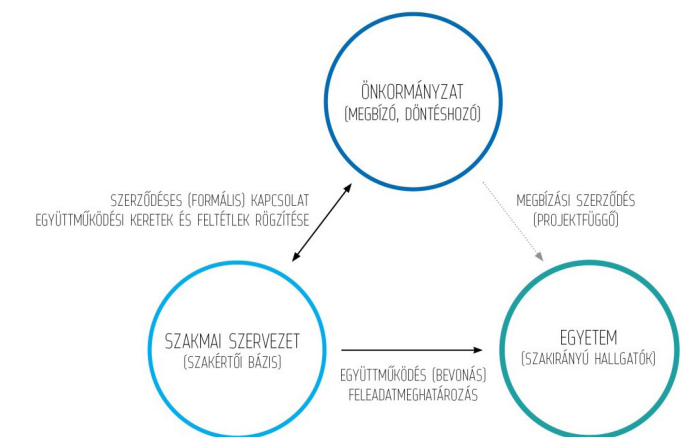 ÖNKORMÁNYZAT
(MEGBÍZÓ, DÖNTÉSHOZÓ)
SZERZŐDÉSES (FORMÁLIS) KAPCSOLAT
EGYÜTTMŰKÖDÉSI KERETEK ÉS FELTÉTLEK RÖGZÍTÉSE
MEGBÍZÁSI SZERZŐDÉS
(PROJEKTFÜGGŐ)
SZAKMAI SZERVEZET
(SZAKÉRTŐI BÁZIS)
EGYÜTTMŰKÖDÉS (BEVONÁS)
FELEADATMEGHATÁROZÁS
EGYETEM
(SZAKIRÁNYÚ HALLGATÓK)